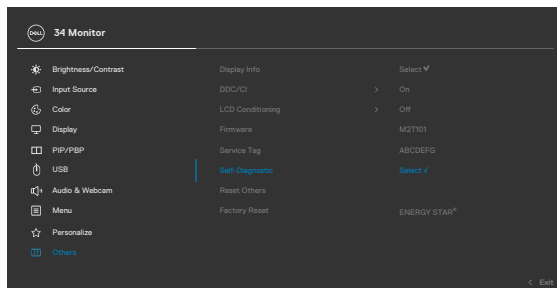 DELL 34 Monitor
Brightness/Contrast Display Info Select √
Input Source DDC/CI > On
Color LCD Conditioning > Off
Display Firmware M2T101
PIP/PBP Service Tag ABCDEFG
USB Self-Diagnostic Select √
Audio & Webcam Reset Others
Menu Factory Reset ENERGY STAR®
Personalize
Others
< Exit